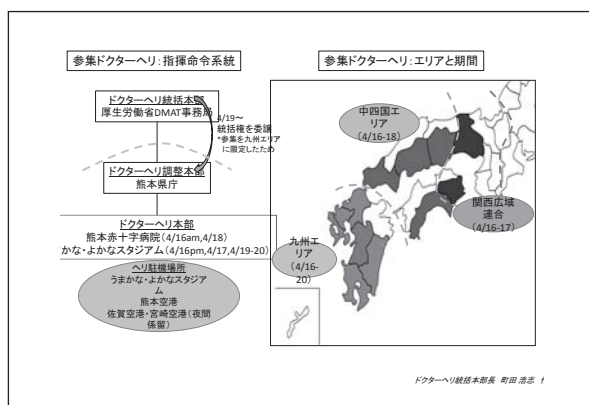 参集ドクターヘリ：指揮命令系統
ドクターヘリ統括本部
厚生労働省DMAT事務局
4/19～
統括権を委譲
*参集を九州エリア
に限定したため
ドクターヘリ調整本部
熊本県庁
ドクターヘリ本部
熊本赤十字病院（4/16am,4/18）
かな・よかなスタジアム（4/16pm,4/17,4/19-20）
ヘリ駐機場所
うまかな・よかなスタジア
ム
熊本空港
佐賀空港・宮崎空港（夜間
係留）
参集ドクターヘリ：エリアと期間
中四国エ
リア
（4/16-18）
関西広域
連合
（4/16-17）
九州エ
リア
（4/16-
20）
ドクターヘリ統括本部長 町田 浩志